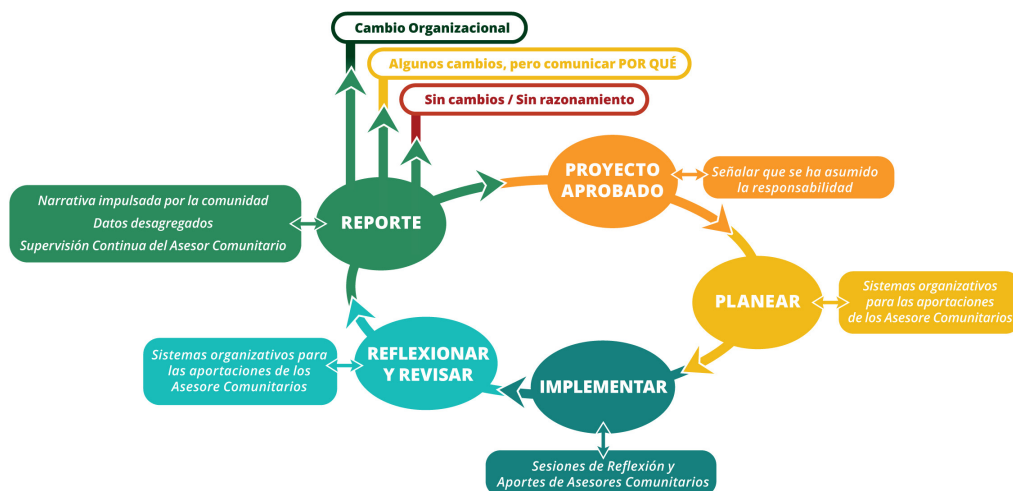 Cambio Organizacional
Algunos cambios, pero comunicar POR QUÉ
Sin cambios / Sin razonamiento
PROYECTO
APROBADO
Señalar que se ha asumido
la responsabilidad
Narrativa impulsada por la comunidad
Datos desagregados
Supervisión Continua del Asesor Comunitario
REPORTE
PLANEAR
Sistemas organizativos
para las aportaciones
de los Asesore Comunitarios
Sistemas organizativos para
las aportaciones de los
Asesore Comunitarios
REFLEXIONAR
Y REVISAR
IMPLEMENTAR
Sesiones de Reflexión y
Aportes de Asesores Comunitarios